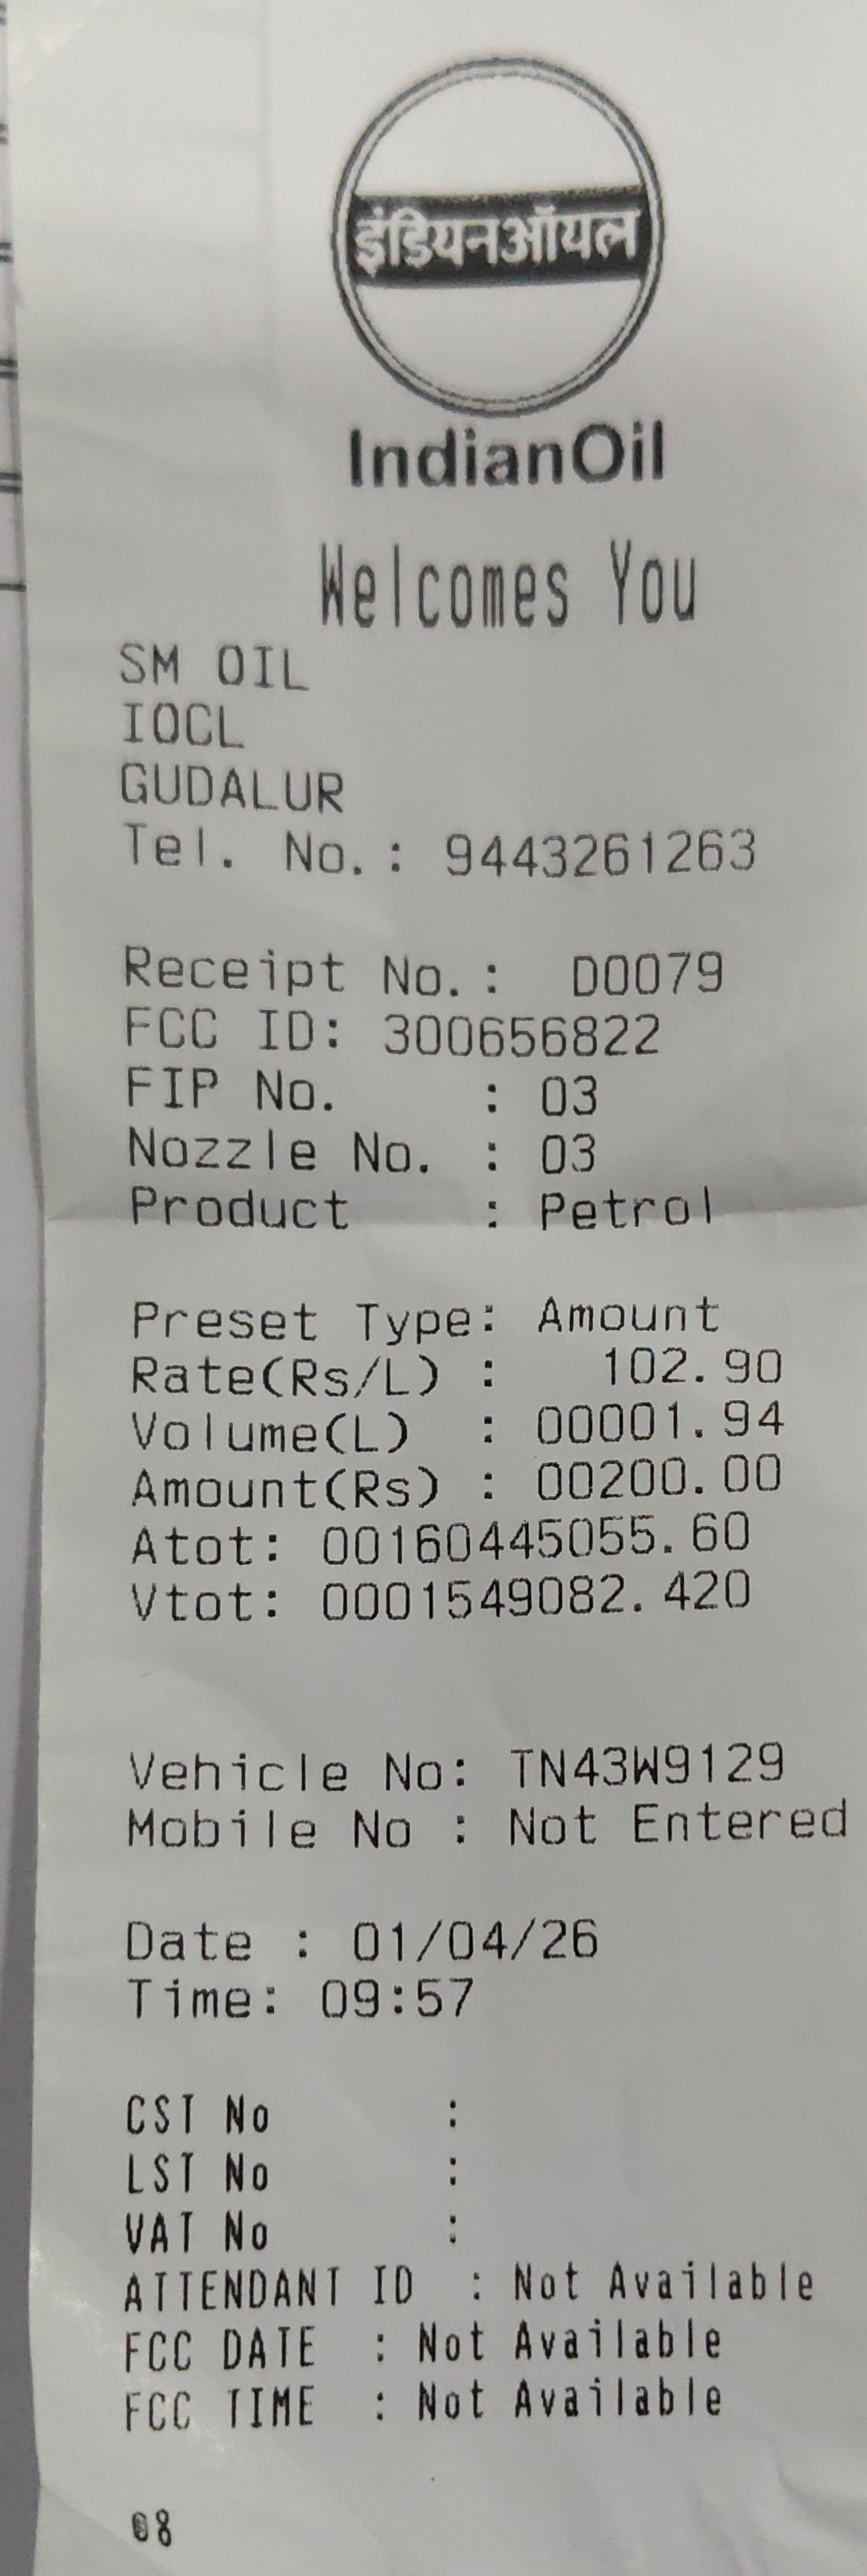 इंडियनऑयल
IndianOil
Welcomes You
SM OIL
IOCL
GUDALUR
Tel. No.: 9443261263
Receipt No.: D0079
FCC ID: 300656822
FIP No. : 03
Nozzle No. : 03
Product : Petrol
Preset Type: Amount
Rate(Rs/L) : 102.90
Volume(L) : 00001.94
Amount(Rs) : 00200.00
Atot: 00160445055.60
Vtot: 0001549082.420
Vehicle No: TN43W9129
Mobile No : Not Entered
Date : 01/04/26
Time: 09:57
CST No :
LST No :
VAT No :
ATTENDANT ID : Not Available
FCC DATE : Not Available
FCC TIME : Not Available